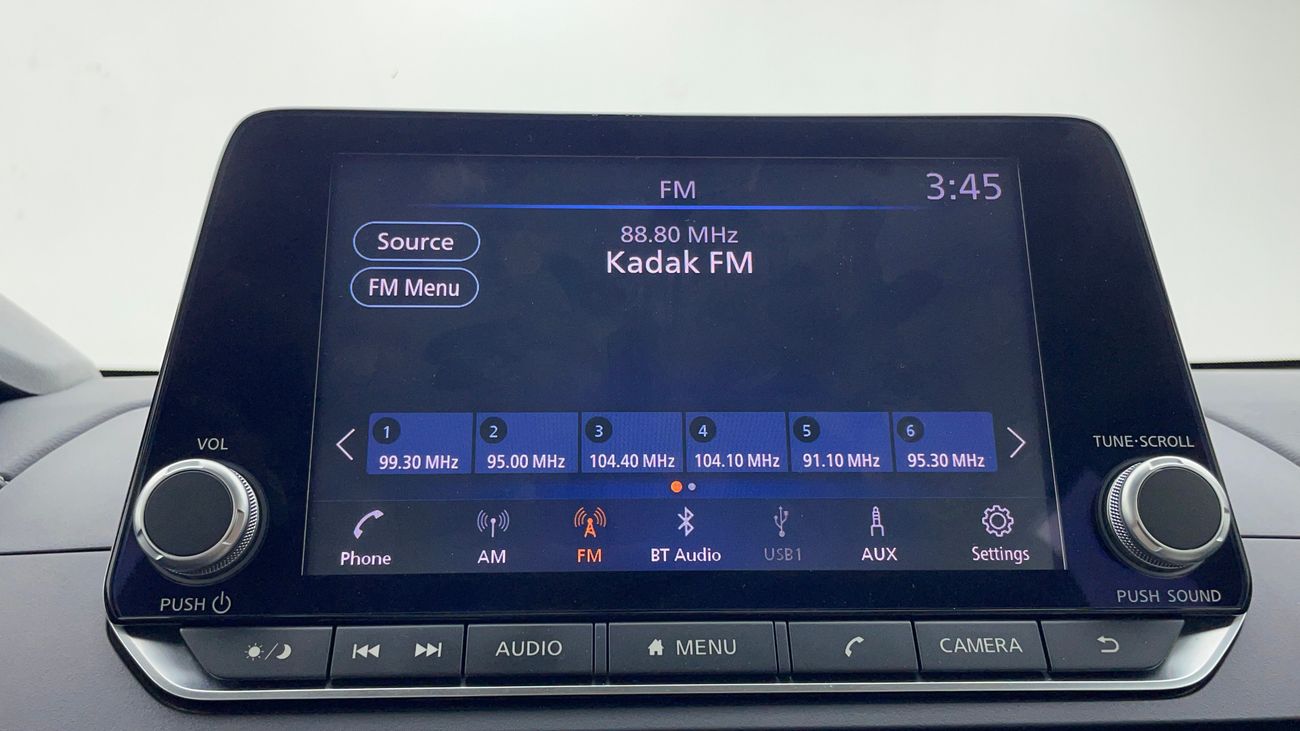 FM
3:45
Source
88.80 MHz
Kadak FM
FM Menu
1
2
3
4
5
6
99.30 MHz
95.00 MHz
104.40 MHz
104.10 MHz
91.10 MHz
95.30 MHz
VOL
TUNE·SCROLL
Phone
AM
FM
BT Audio
USB1
AUX
Settings
PUSH
PUSH SOUND
AUDIO
MENU
CAMERA